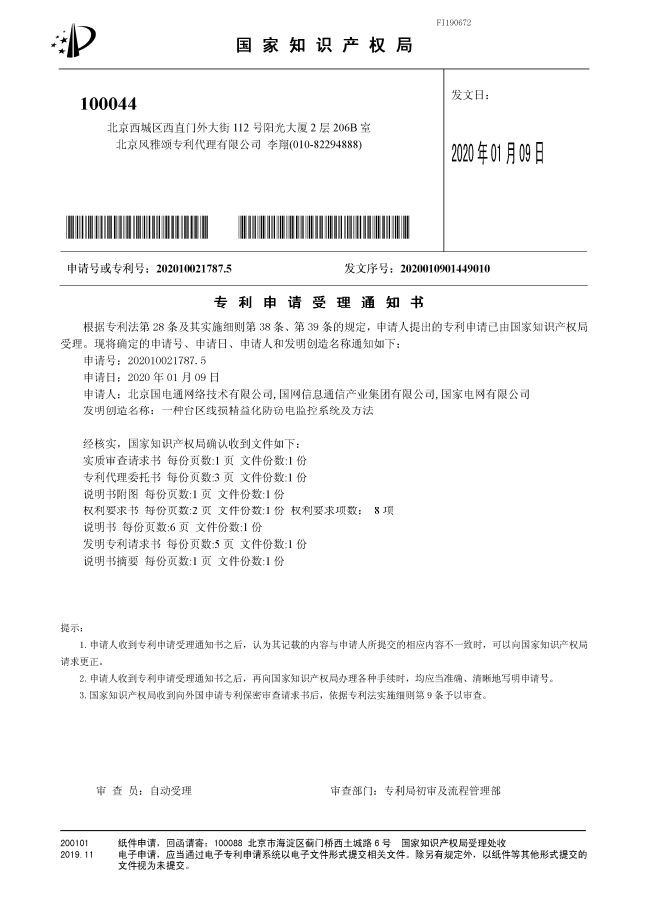 FI190672
国家知识产权局
100044
北京西城区西直门外大街 112 号阳光大厦 2 层 206B 室
北京风雅颂专利代理有限公司 李翔(010-82294888)
发文日：
2020 年 01 月 09 日
申请号或专利号：202010021787.5
发文序号：2020010901449010
专 利 申 请 受 理 通 知 书
根据专利法第 28 条及其实施细则第 38 条、第 39 条的规定，申请人提出的专利申请已由国家知识产权局
受理。现将确定的申请号、申请日、申请人和发明创造名称通知如下：
申请号：202010021787.5
申请日：2020 年 01 月 09 日
申请人：北京国电通网络技术有限公司,国网信息通信产业集团有限公司,国家电网有限公司
发明创造名称：一种台区线损精益化防窃电监控系统及方法
经核实，国家知识产权局确认收到文件如下：
实质审查请求书 每份页数:1 页 文件份数:1 份
专利代理委托书 每份页数:3 页 文件份数:1 份
说明书附图 每份页数:1 页 文件份数:1 份
权利要求书 每份页数:2 页 文件份数:1 份 权利要求项数： 8 项
说明书 每份页数:6 页 文件份数:1 份
发明专利请求书 每份页数:5 页 文件份数:1 份
说明书摘要 每份页数:1 页 文件份数:1 份
提示：
1. 申请人收到专利申请受理通知书之后，认为其记载的内容与申请人所提交的相应内容不一致时，可以向国家知识产权局
请求更正。
2. 申请人收到专利申请受理通知书之后，再向国家知识产权局办理各种手续时，均应当准确、清晰地写明申请号。
3. 国家知识产权局收到向外国申请专利保密审查请求书后，依据专利法实施细则第 9 条予以审查。
审 查 员：自动受理
审查部门：专利局初审及流程管理部
200101 纸件申请，回函请寄：100088 北京市海淀区蓟门桥西土城路 6 号 国家知识产权局受理处收
2019.11 电子申请，应当通过电子专利申请系统以电子文件形式提交相关文件。除另有规定外，以纸件等其他形式提交的
文件视为未提交。